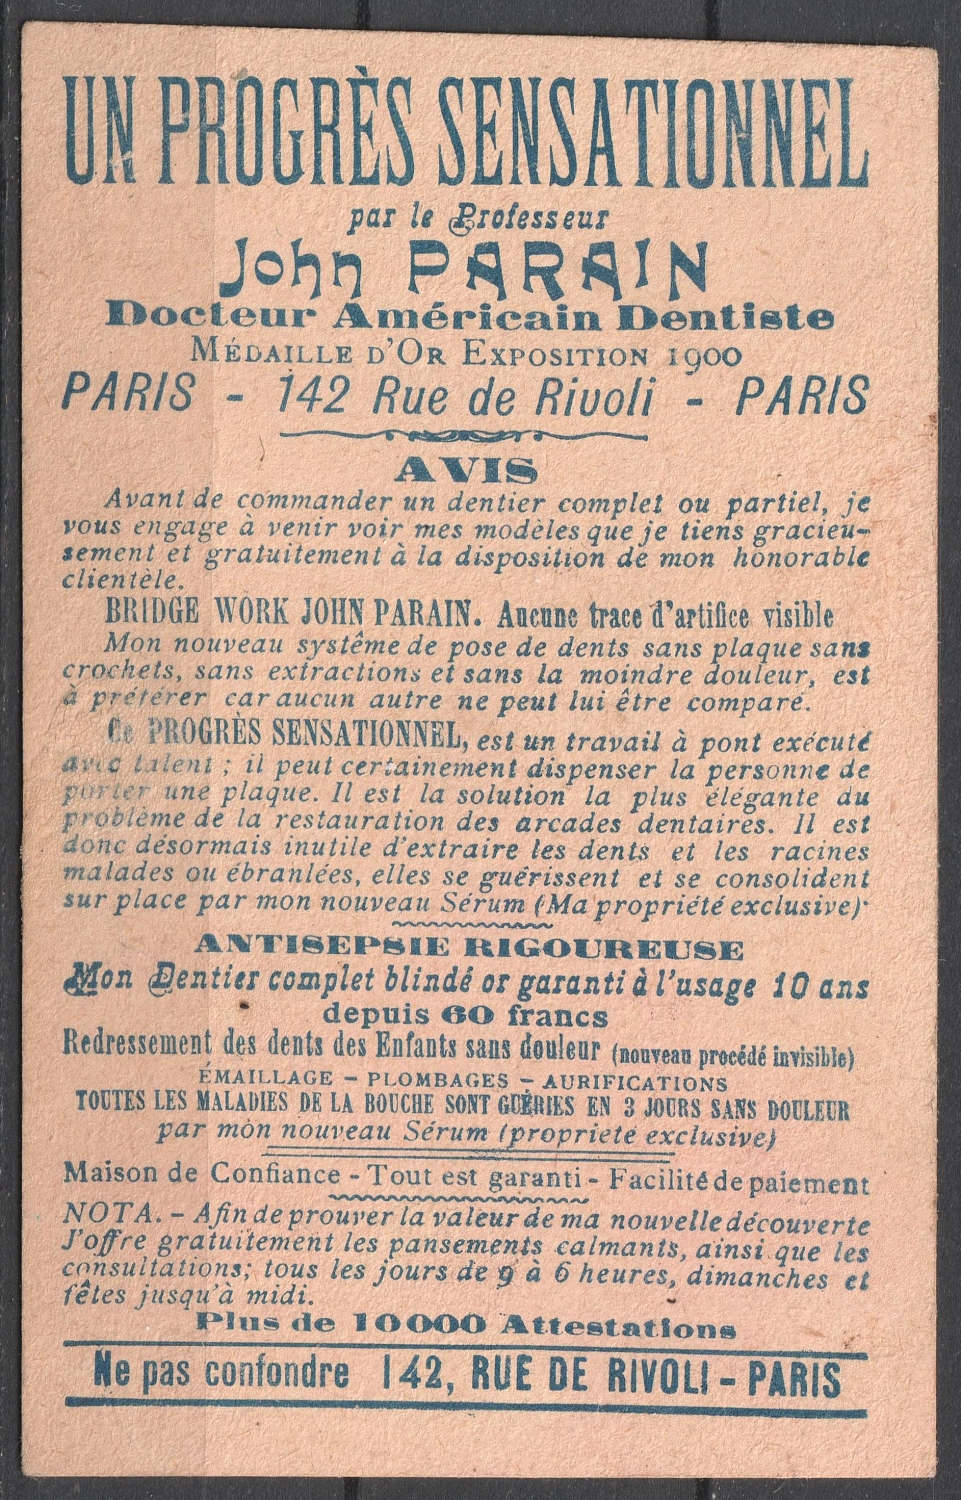 UN PROGRÈS SENSATIONNEL
par le Professeur
John PARAIN
Docteur Américain Dentiste
MÉDAILLE D'OR EXPOSITION 1900
PARIS - 142 Rue de Rivoli - PARIS
AVIS
Avant de commander un dentier complet ou partiel, je
vous engage à venir voir mes modèles que je tiens gracieu-
sement et gratuitement à la disposition de mon honorable
clientèle.
BRIDGE WORK JOHN PARAIN. Aucune trace d'artifice visible
Mon nouveau système de pose de dents sans plaque sans
crochets, sans extractions et sans la moindre douleur, est
à préférer car aucun autre ne peut lui être comparé.
Ce PROGRÈS SENSATIONNEL, est un travail à pont exécuté
avec talent ; il peut certainement dispenser la personne de
porter une plaque. Il est la solution la plus élégante du
problème de la restauration des arcades dentaires. Il est
donc désormais inutile d'extraire les dents et les racines
malades ou ébranlées, elles se guérissent et se consolident
sur place par mon nouveau Sérum (Ma propriété exclusive).
ANTISEPSIE RIGOUREUSE
Mon Dentier complet blindé or garanti à l'usage 10 ans
depuis 60 francs
Redressement des dents des Enfants sans douleur (nouveau procédé invisible)
ÉMAILLAGE - PLOMBAGES - AURIFICATIONS
TOUTES LES MALADIES DE LA BOUCHE SONT GUÉRIES EN 3 JOURS SANS DOULEUR
par mon nouveau Sérum (propriete exclusive)
Maison de Confiance - Tout est garanti - Facilité de paiement
NOTA. - Afin de prouver la valeur de ma nouvelle découverte
J'offre gratuitement les pansements calmants, ainsi que les
consultations; tous les jours de 9 à 6 heures, dimanches et
fêtes jusqu'à midi.
Plus de 10000 Attestations
Ne pas confondre 142, RUE DE RIVOLI - PARIS